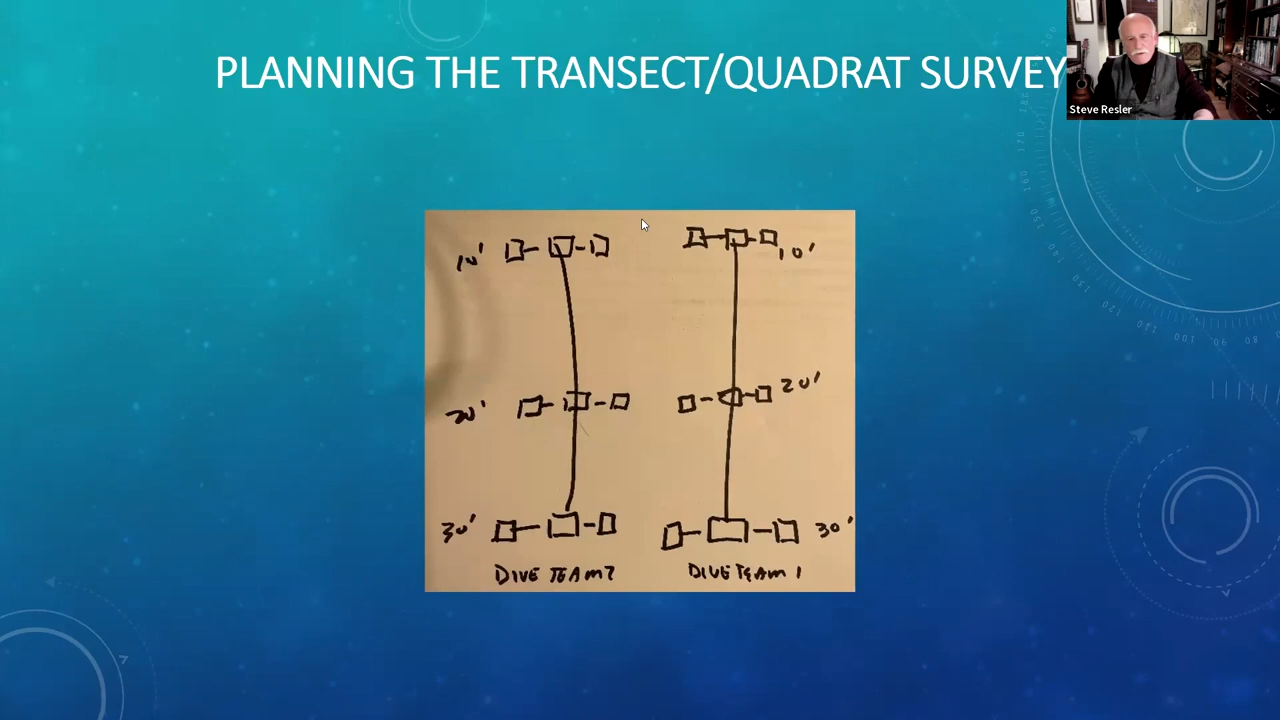 PLANNING THE TRANSECT/QUADRAT SURVEY
Steve Resler
10' 10'
20' 20'
30' 30'
DIVE TEAM 2 DIVE TEAM 1